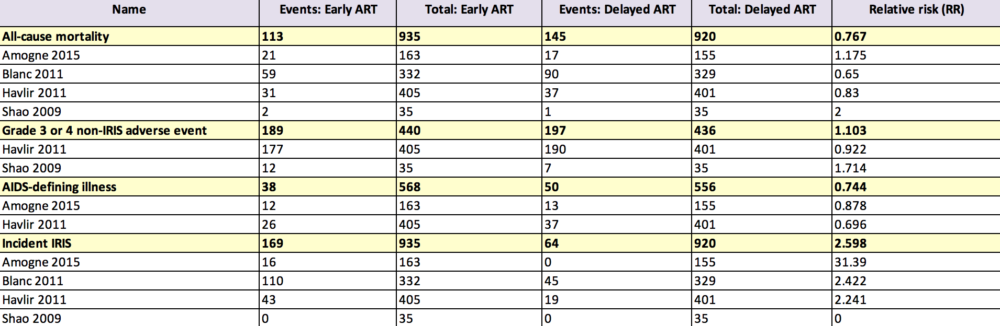 Name Events: Early ART Total: Early ART Events: Delayed ART Total: Delayed ART Relative risk (RR)
All-cause mortality 113 935 145 920 0.767
Amogne 2015 21 163 17 155 1.175
Blanc 2011 59 332 90 329 0.65
Havlir 2011 31 405 37 401 0.83
Shao 2009 2 35 1 35 2
Grade 3 or 4 non-IRIS adverse event 189 440 197 436 1.103
Havlir 2011 177 405 190 401 0.922
Shao 2009 12 35 7 35 1.714
AIDS-defining illness 38 568 50 556 0.744
Amogne 2015 12 163 13 155 0.878
Havlir 2011 26 405 37 401 0.696
Incident IRIS 169 935 64 920 2.598
Amogne 2015 16 163 0 155 31.39
Blanc 2011 110 332 45 329 2.422
Havlir 2011 43 405 19 401 2.241
Shao 2009 0 35 0 35 0